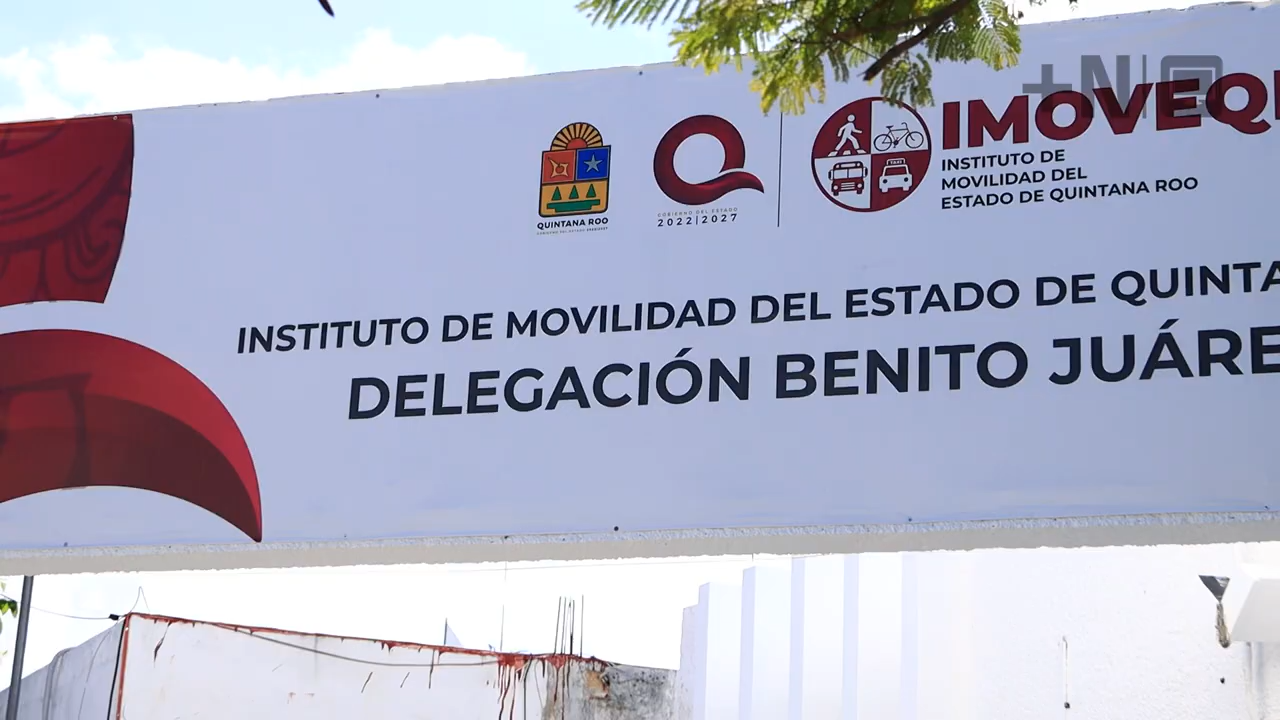 +N
IMOVEQ
INSTITUTO DE
MOVILIDAD DEL
ESTADO DE QUINTANA ROO
QUINTANA ROO
GOBIERNO DEL ESTADO
2022|2027
TAXI
INSTITUTO DE MOVILIDAD DEL ESTADO DE QUINTA
DELEGACIÓN BENITO JUÁRE